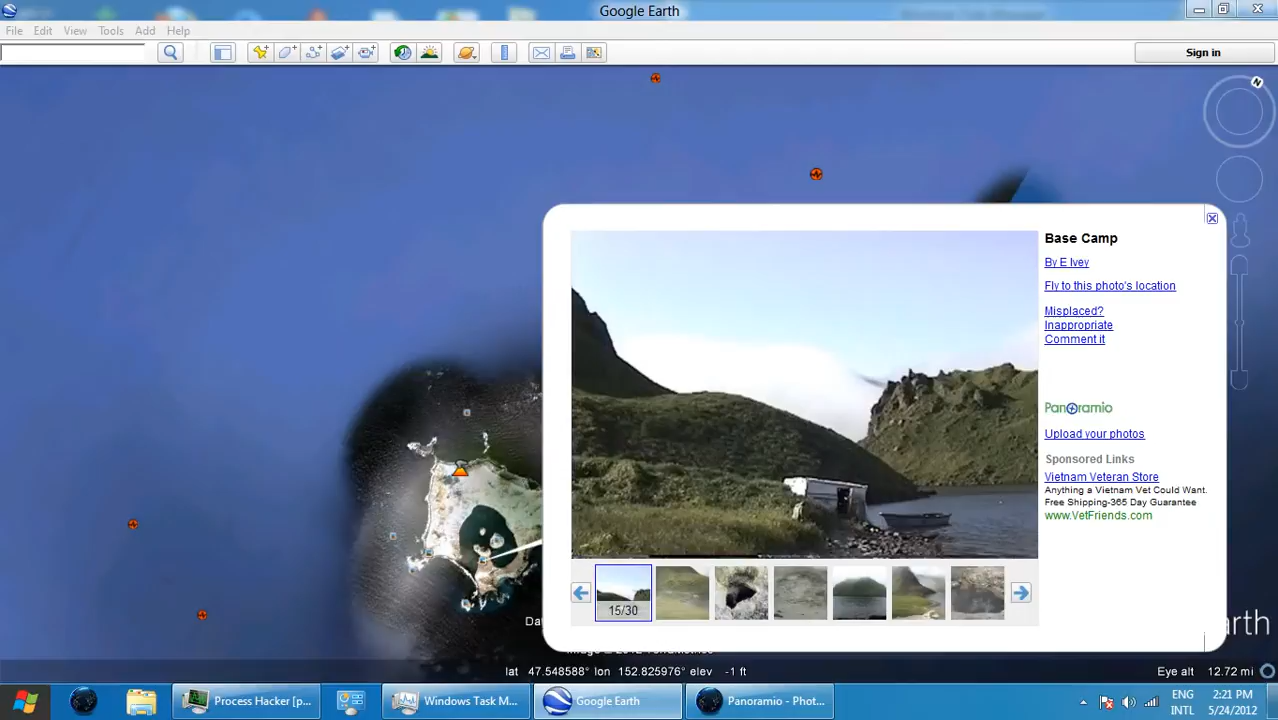 Google Earth
File Edit View Tools Add Help
Sign in
N
Base Camp
By E Ivey
Fly to this photo's location
Misplaced?
Inappropriate
Comment it
Panoramio
Upload your photos
Sponsored Links
Vietnam Veteran Store
Anything a Vietnam Vet Could Want.
Free Shipping-365 Day Guarantee
www.VetFriends.com
15/30
Da
arth
lat 47.548588° lon 152.825976° elev -1 ft
Eye alt 12.72 mi
Process Hacker [p...
Windows Task M...
Google Earth
Panoramio - Phot...
ENG
INTL
2:21 PM
5/24/2012